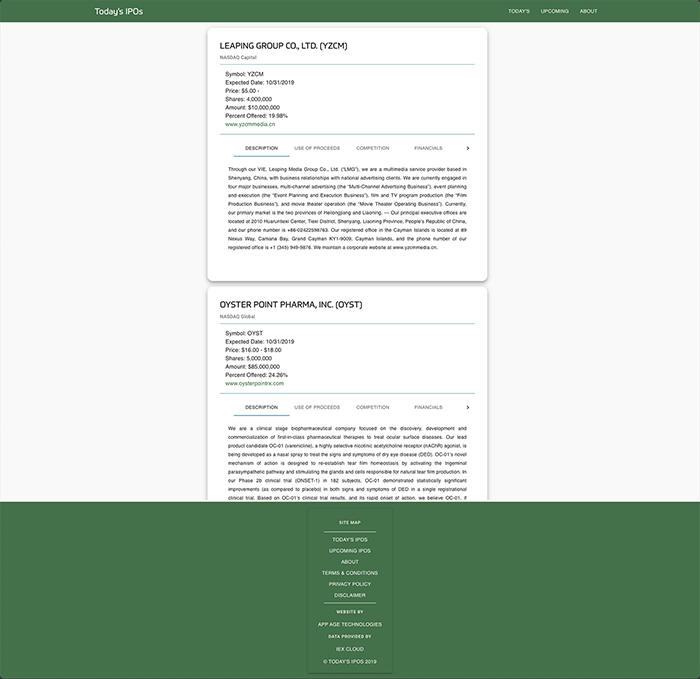 Today's IPOs
TODAY'S UPCOMING ABOUT
LEAPING GROUP CO., LTD. (YZCM)
NASDAQ Capital
Symbol: YZCM
Expected Date: 10/31/2019
Price: $5.00 -
Shares: 4,000,000
Amount: $10,000,000
Percent Offered: 19.98%
www.yzcmmedia.cn
DESCRIPTION USE OF PROCEEDS COMPETITION FINANCIALS
Through our VIE, Leaping Media Group Co., Ltd. ("LMG"), we are a multimedia service provider based in
Shenyang, China, with business relationships with national advertising clients. We are currently engaged in
four major businesses, multi-channel advertising (the "Multi-Channel Advertising Business"), event planning
and execution (the "Event Planning and Execution Business"), film and TV program production (the "Film
Production Business"), and movie theater operation (the "Movie Theater Operating Business"). Currently,
our primary market is the two provinces of Heilongjiang and Liaoning. --- Our principal executive offices are
located at 2010 Huaruntiexi Center, Tiexi District, Shenyang, Liaoning Province, People's Republic of China,
and our phone number is +86-02422598763. Our registered office in the Cayman Islands is located at 89
Nexus Way, Camana Bay, Grand Cayman KY1-9009, Cayman Islands, and the phone number of our
registered office is +1 (345) 949-9876. We maintain a corporate website at www.yzcmmedia.cn.
OYSTER POINT PHARMA, INC. (OYST)
NASDAQ Global
Symbol: OYST
Expected Date: 10/31/2019
Price: $16.00 - $18.00
Shares: 5,000,000
Amount: $85,000,000
Percent Offered: 24.26%
www.oysterpointrx.com
DESCRIPTION USE OF PROCEEDS COMPETITION FINANCIALS
We are a clinical stage biopharmaceutical company focused on the discovery, development and
commercialization of first-in-class pharmaceutical therapies to treat ocular surface diseases. Our lead
product candidate OC-01 (varenicline), a highly selective nicotinic acetylcholine receptor (nAChR) agonist, is
being developed as a nasal spray to treat the signs and symptoms of dry eye disease (DED). OC-01's novel
mechanism of action is designed to re-establish tear film homeostasis by activating the trigeminal
parasympathetic pathway and stimulating the glands and cells responsible for natural tear film production. In
our Phase 2b clinical trial (ONSET-1) in 182 subjects, OC-01 demonstrated statistically significant
improvements (as compared to placebo) in both signs and symptoms of DED in a single registrational
clinical trial. Based on OC-01's clinical trial results, and its rapid onset of action, we believe OC-01, if
SITE MAP
TODAY'S IPOS
UPCOMING IPOS
ABOUT
TERMS & CONDITIONS
PRIVACY POLICY
DISCLAIMER
WEBSITE BY
APP AGE TECHNOLOGIES
DATA PROVIDED BY
IEX CLOUD
© TODAY'S IPOS 2019